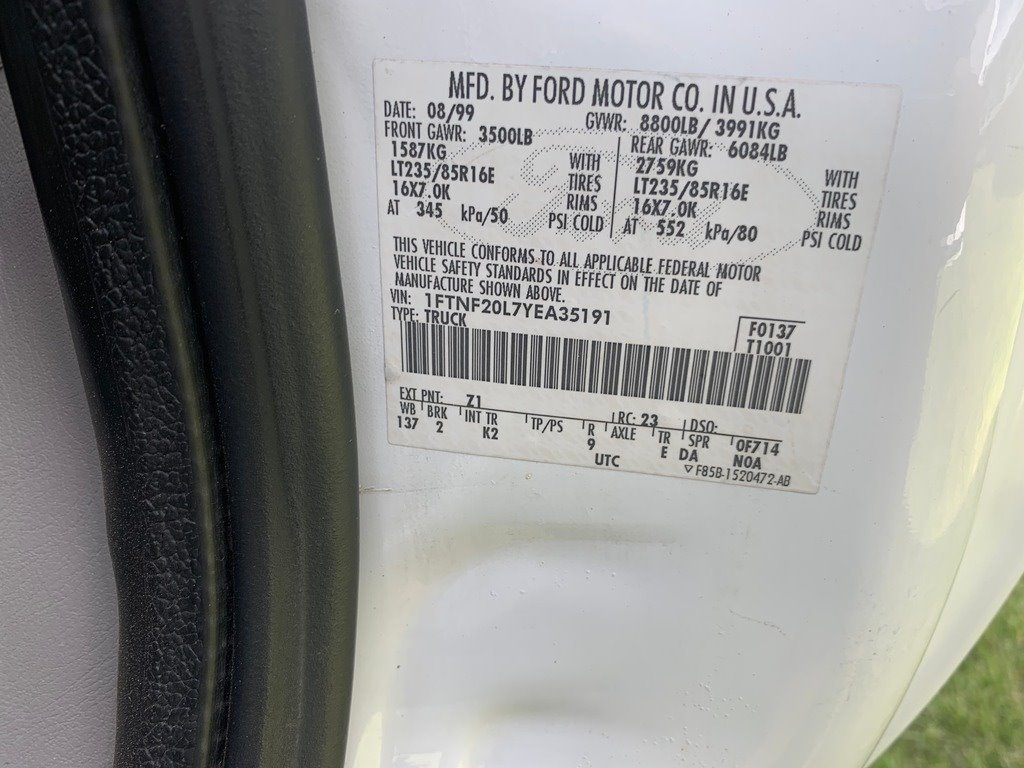 MFD. BY FORD MOTOR CO. IN U.S.A.
DATE: 08/99 GVWR: 8800LB/ 3991KG
FRONT GAWR: 3500LB REAR GAWR: 6084LB
1587KG WITH 2759KG WITH
LT235/85R16E TIRES LT235/85R16E TIRES
16X7.0K RIMS 16X7.0K RIMS
AT 345 kPa/50 PSI COLD AT 552 kPa/80 PSI COLD
THIS VEHICLE CONFORMS TO ALL APPLICABLE FEDERAL MOTOR
VEHICLE SAFETY STANDARDS IN EFFECT ON THE DATE OF
MANUFACTURE SHOWN ABOVE.
VIN: 1FTNF20L7YEA35191
TYPE: TRUCK
F0137
T1001
EXT PNT: Z1 RC: 23 DSO:
WB BRK INT TR TP/PS R AXLE TR SPR 0F714
137 2 K2 9 E DA NOA
UTC
▽ F85B-1520472-AB